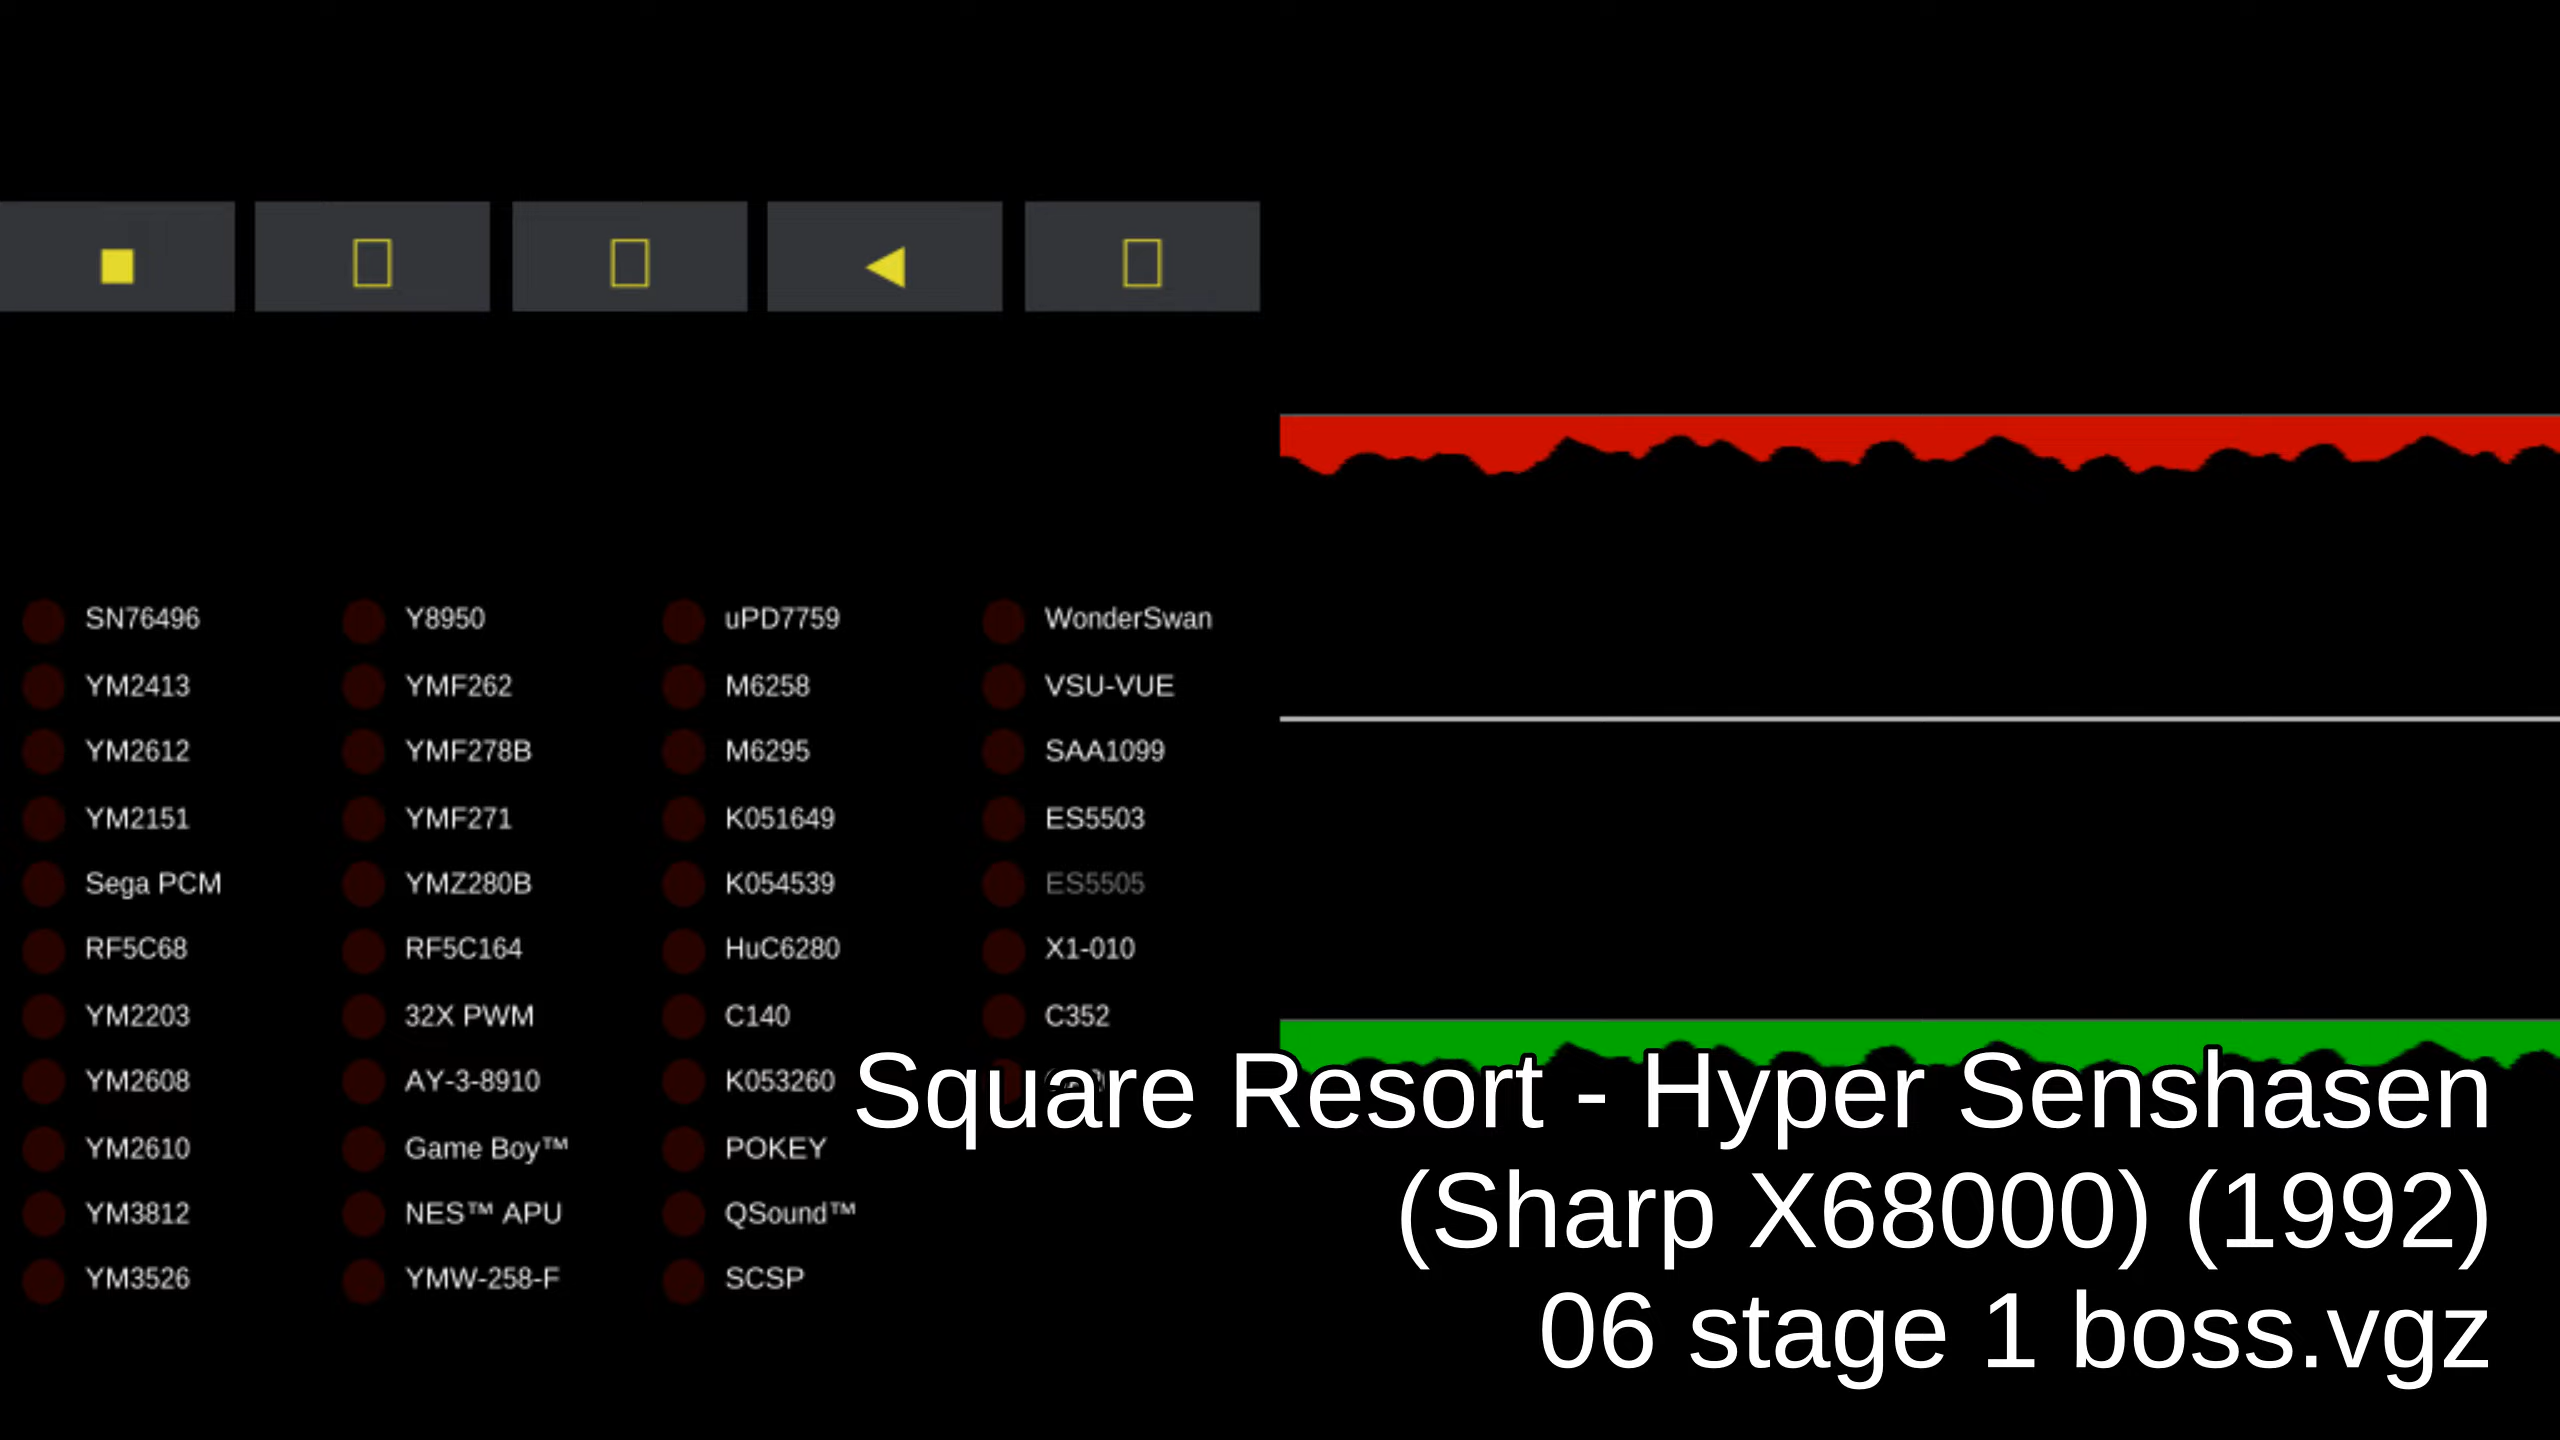 SN76496 Y8950 uPD7759 WonderSwan
YM2413 YMF262 M6258 VSU-VUE
YM2612 YMF278B M6295 SAA1099
YM2151 YMF271 K051649 ES5503
Sega PCM YMZ280B K054539 ES5505
RF5C68 RF5C164 HuC6280 X1-010
YM2203 32X PWM C140 C352
YM2608 AY-3-8910 K053260
YM2610 Game Boy™ POKEY
YM3812 NES™ APU QSound™
YM3526 YMW-258-F SCSP
Square Resort - Hyper Senshasen
(Sharp X68000) (1992)
06 stage 1 boss.vgz